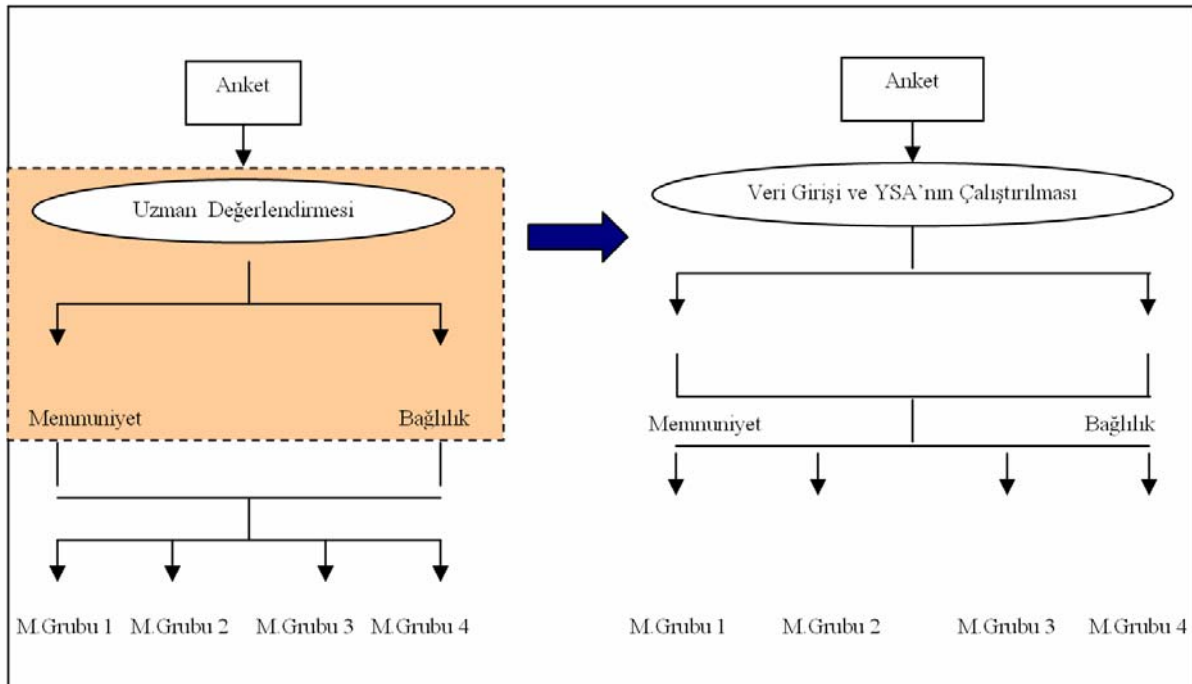 Anket
Uzman Değerlendirmesi
Memnuniyet
Bağlılık
M.Grubu 1
M.Grubu 2
M.Grubu 3
M.Grubu 4
Anket
Veri Girişi ve YSA’nın Çalıştırılması
Memnuniyet
Bağlılık
M.Grubu 1
M.Grubu 2
M.Grubu 3
M.Grubu 4